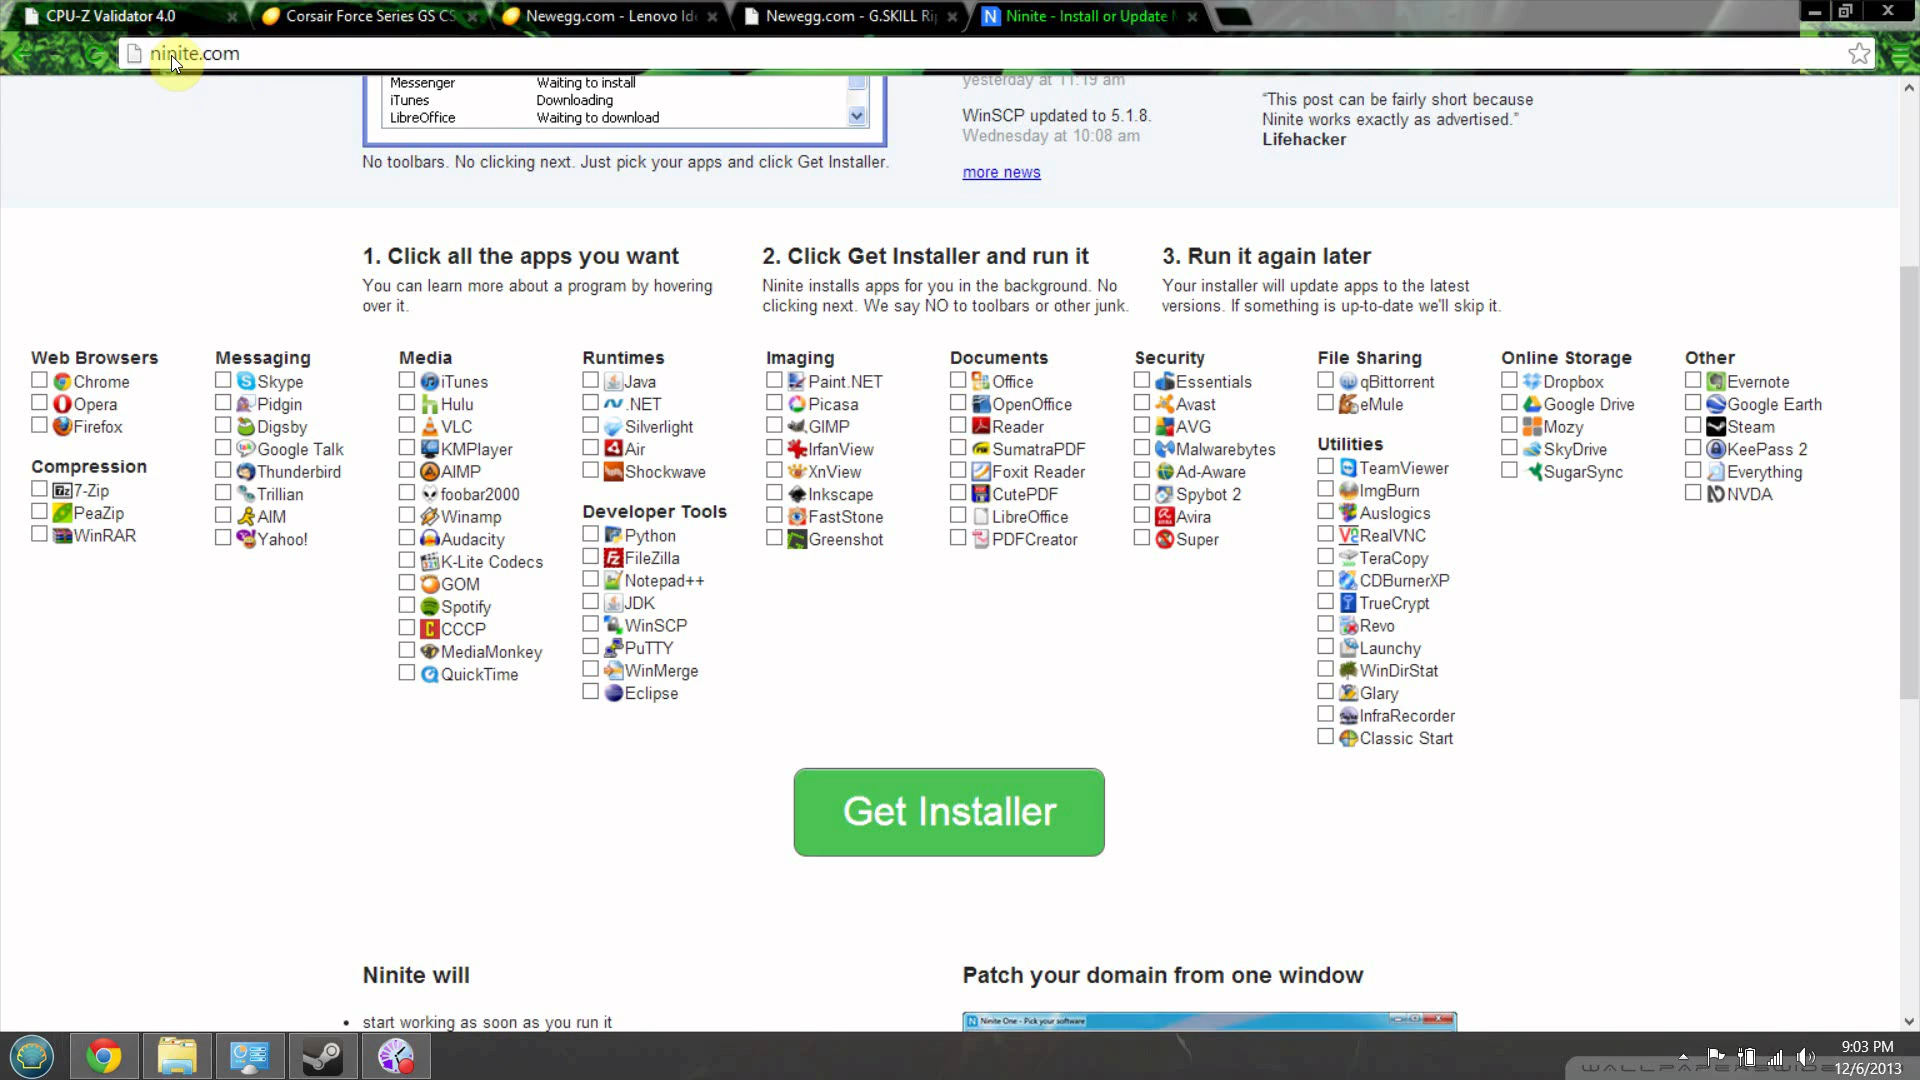 CPU-Z Validator 4.0
Corsair Force Series GS CS
Newegg.com - Lenovo Ide
Newegg.com - G.SKILL Rip
Ninite - Install or Update
ninite.com
Messenger Waiting to install
iTunes Downloading
LibreOffice Waiting to download
No toolbars. No clicking next. Just pick your apps and click Get Installer.
yesterday at 11:19 am
WinSCP updated to 5.1.8.
Wednesday at 10:08 am
more news
“This post can be fairly short because
Ninite works exactly as advertised.”
Lifehacker
1. Click all the apps you want
You can learn more about a program by hovering
over it.
2. Click Get Installer and run it
Ninite installs apps for you in the background. No
clicking next. We say NO to toolbars or other junk.
3. Run it again later
Your installer will update apps to the latest
versions. If something is up-to-date we'll skip it.
Web Browsers
Chrome
Opera
Firefox
Compression
7-Zip
PeaZip
WinRAR
Messaging
Skype
Pidgin
Digsby
Google Talk
Thunderbird
Trillian
AIM
Yahoo!
Media
iTunes
Hulu
VLC
KMPlayer
AIMP
foobar2000
Winamp
Audacity
K-Lite Codecs
GOM
Spotify
CCCP
MediaMonkey
QuickTime
Runtimes
Java
.NET
Silverlight
Air
Shockwave
Developer Tools
Python
FileZilla
Notepad++
JDK
WinSCP
PuTTY
WinMerge
Eclipse
Imaging
Paint.NET
Picasa
GIMP
IrfanView
XnView
Inkscape
FastStone
Greenshot
Documents
Office
OpenOffice
Reader
SumatraPDF
Foxit Reader
CutePDF
LibreOffice
PDFCreator
Security
Essentials
Avast
AVG
Malwarebytes
Ad-Aware
Spybot 2
Avira
Super
File Sharing
qBittorrent
eMule
Utilities
TeamViewer
ImgBurn
Auslogics
RealVNC
TeraCopy
CDBurnerXP
TrueCrypt
Revo
Launchy
WinDirStat
Glary
InfraRecorder
Classic Start
Online Storage
Dropbox
Google Drive
Mozy
SkyDrive
SugarSync
Other
Evernote
Google Earth
Steam
KeePass 2
Everything
NVDA
Get Installer
Ninite will
• start working as soon as you run it
Patch your domain from one window
Ninite One - Pick your software
9:03 PM
12/6/2013